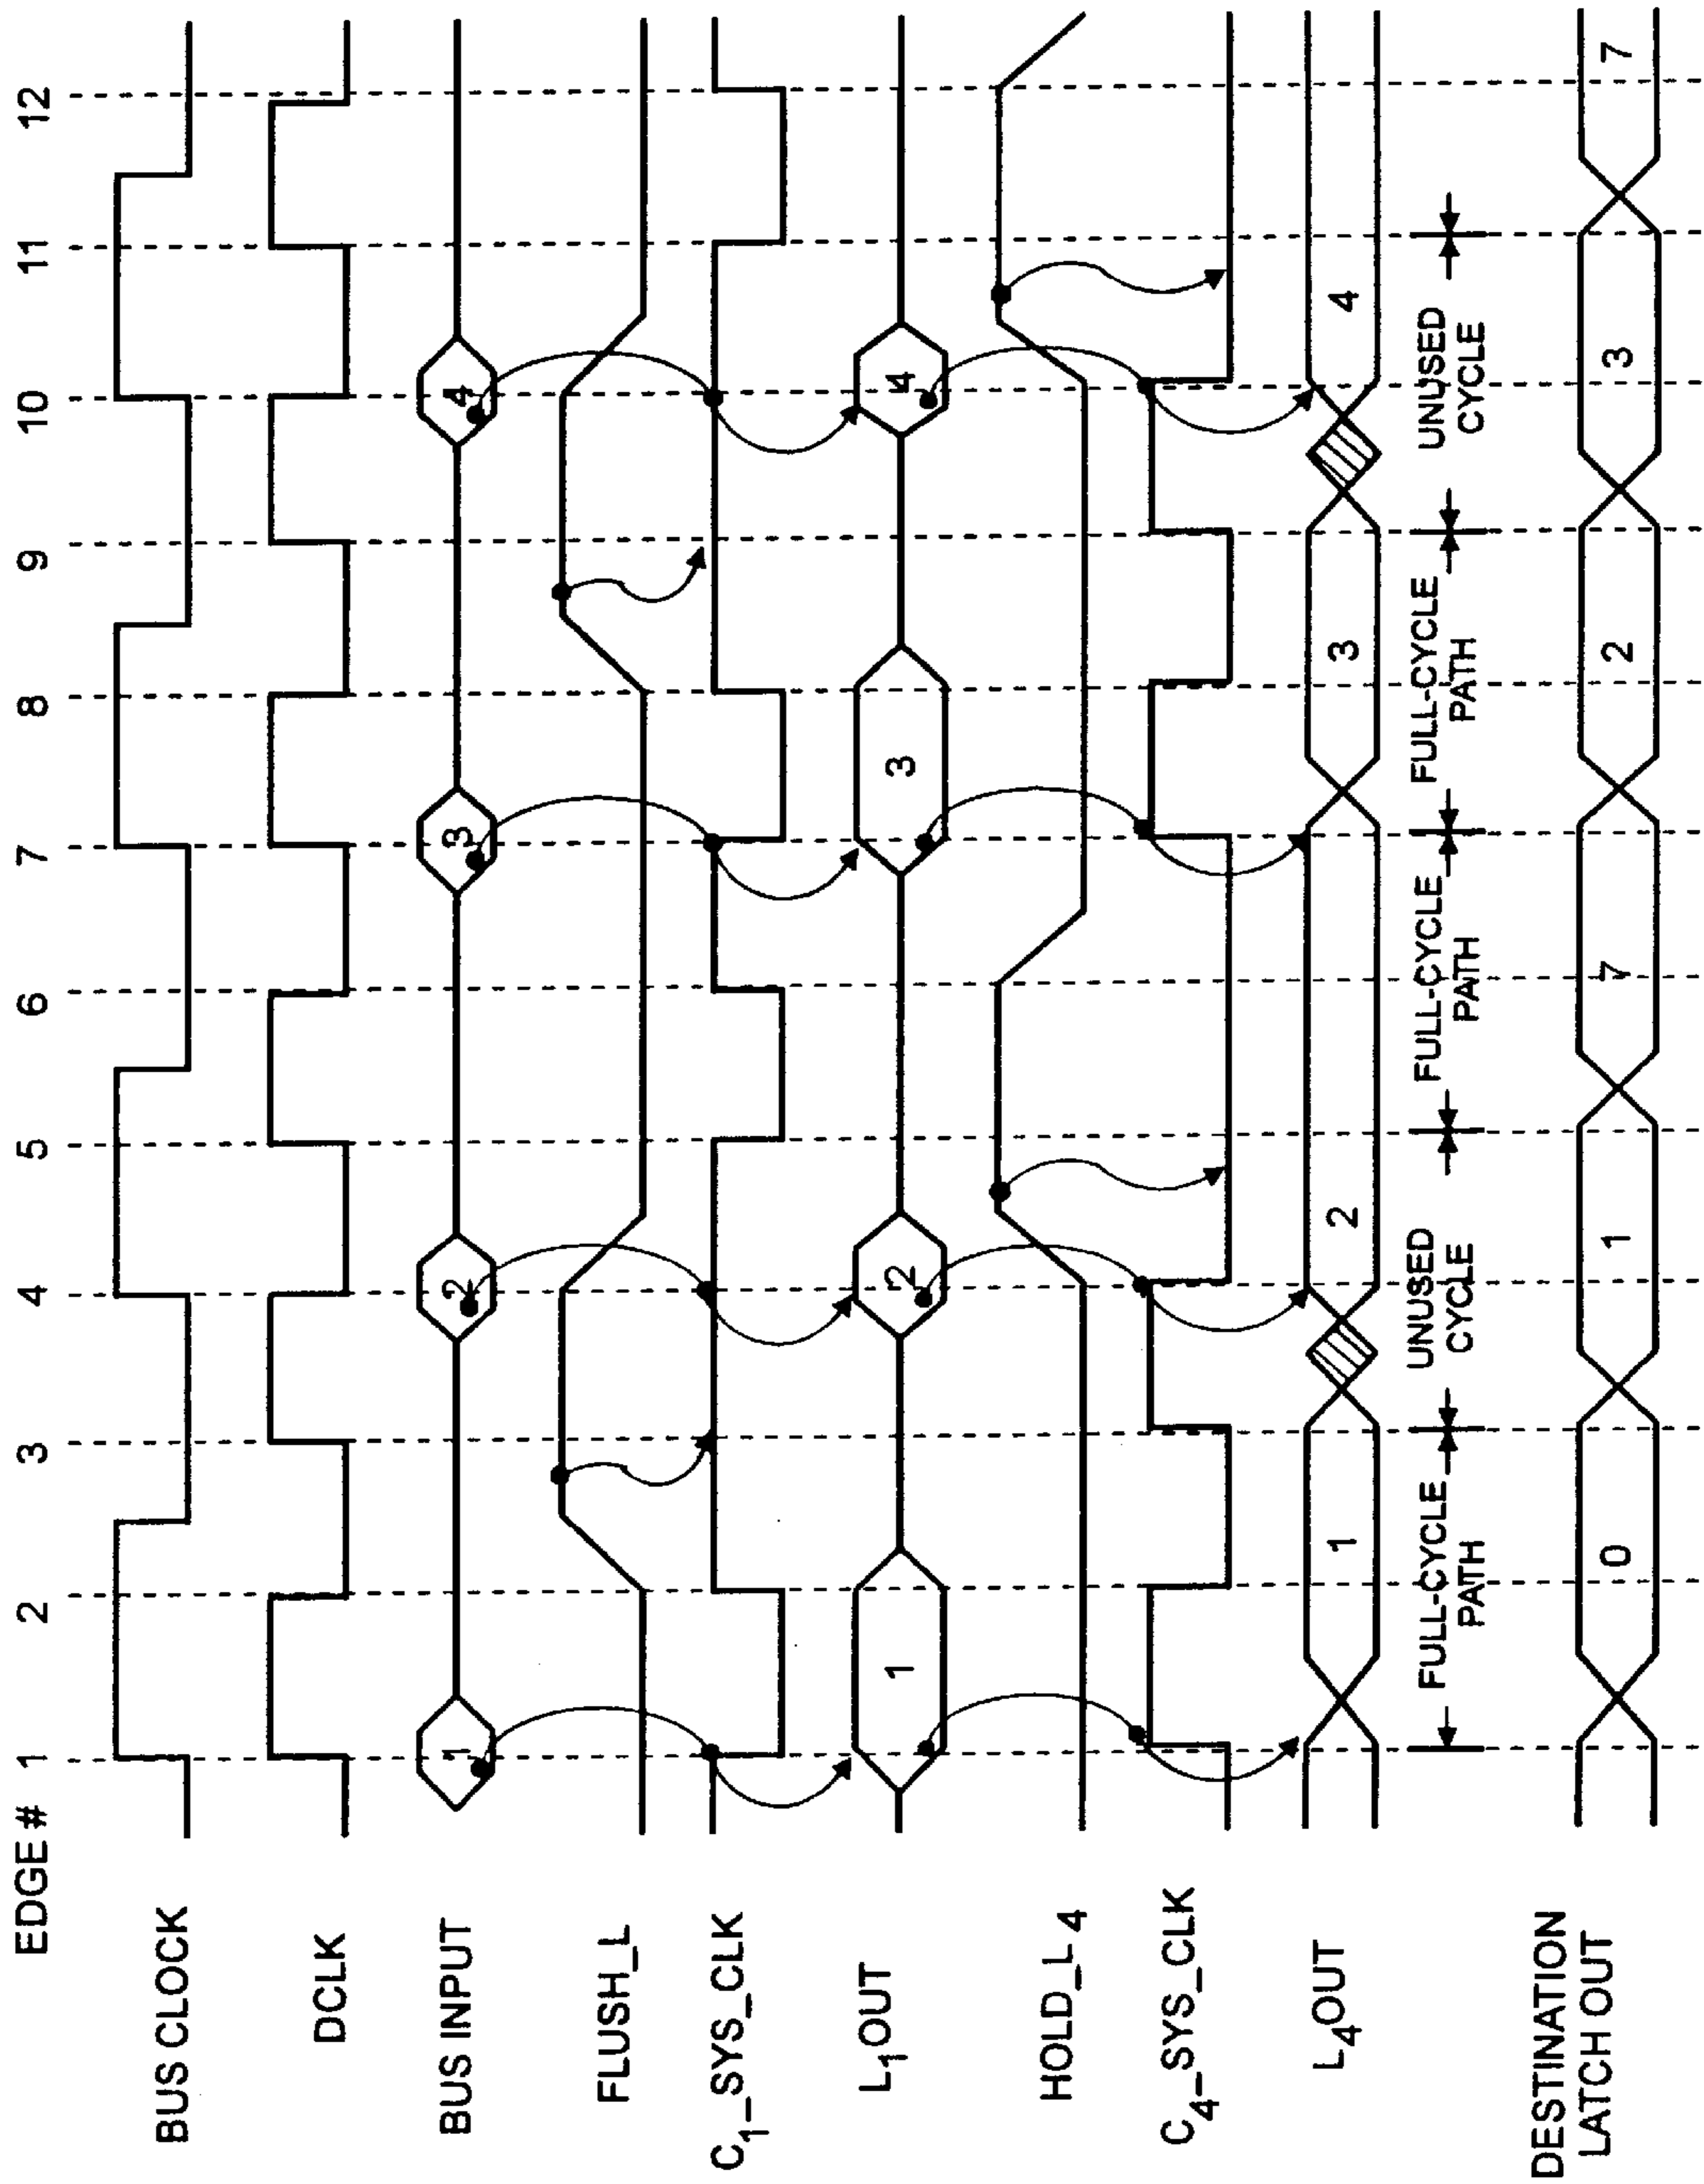 EDGE # 1 2 3 4 5 6 7 8 9 10 11 12
BUS CLOCK
DCLK
BUS INPUT 1 2 3 4
FLUSH_L
C1_SYS_CLK
L1OUT 1 2 3 4
HOLD_L4
C4_SYS_CLK
L4OUT 1 2 3 4
FULL-CYCLE UNUSED FULL-CYCLE FULL-CYCLE UNUSED
PATH CYCLE PATH PATH CYCLE
DESTINATION
LATCH OUT 0 1 7 2 3 7